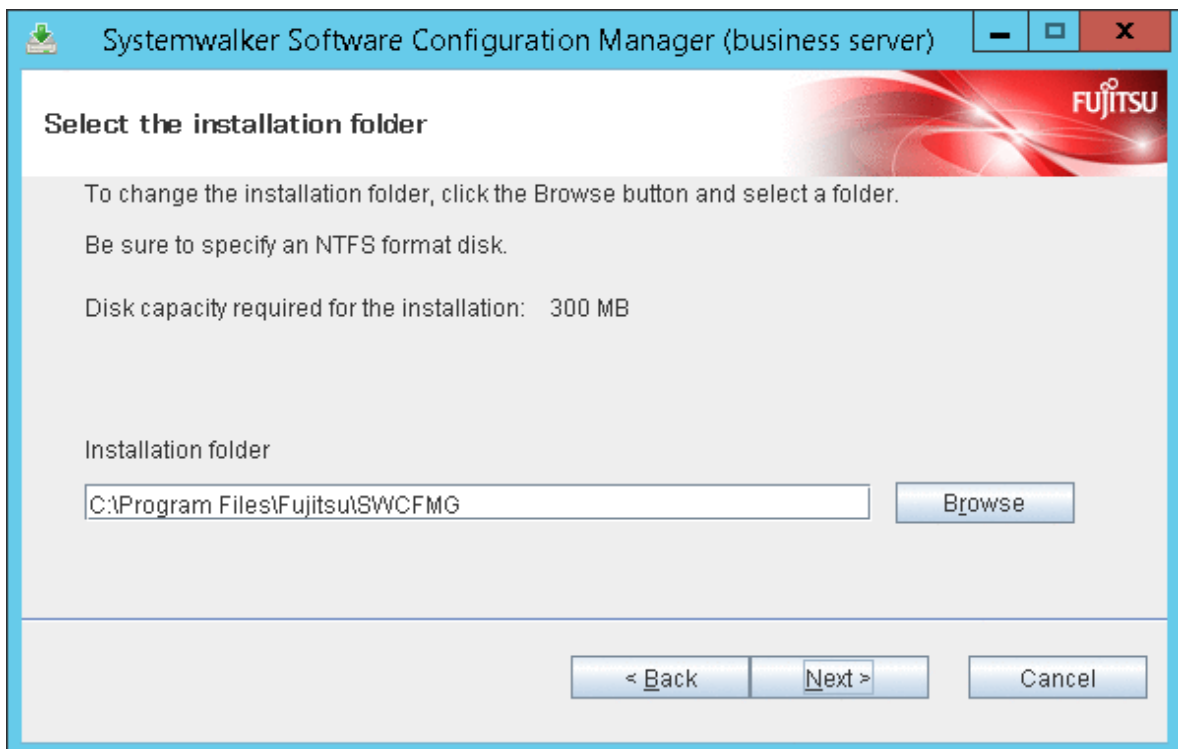 Systemwalker Software Configuration Manager (business server)
Select the installation folder
FUJITSU
To change the installation folder, click the Browse button and select a folder.
Be sure to specify an NTFS format disk.
Disk capacity required for the installation: 300 MB
Installation folder
C:\Program Files\Fujitsu\SWCFMG
Browse
< Back
Next >
Cancel